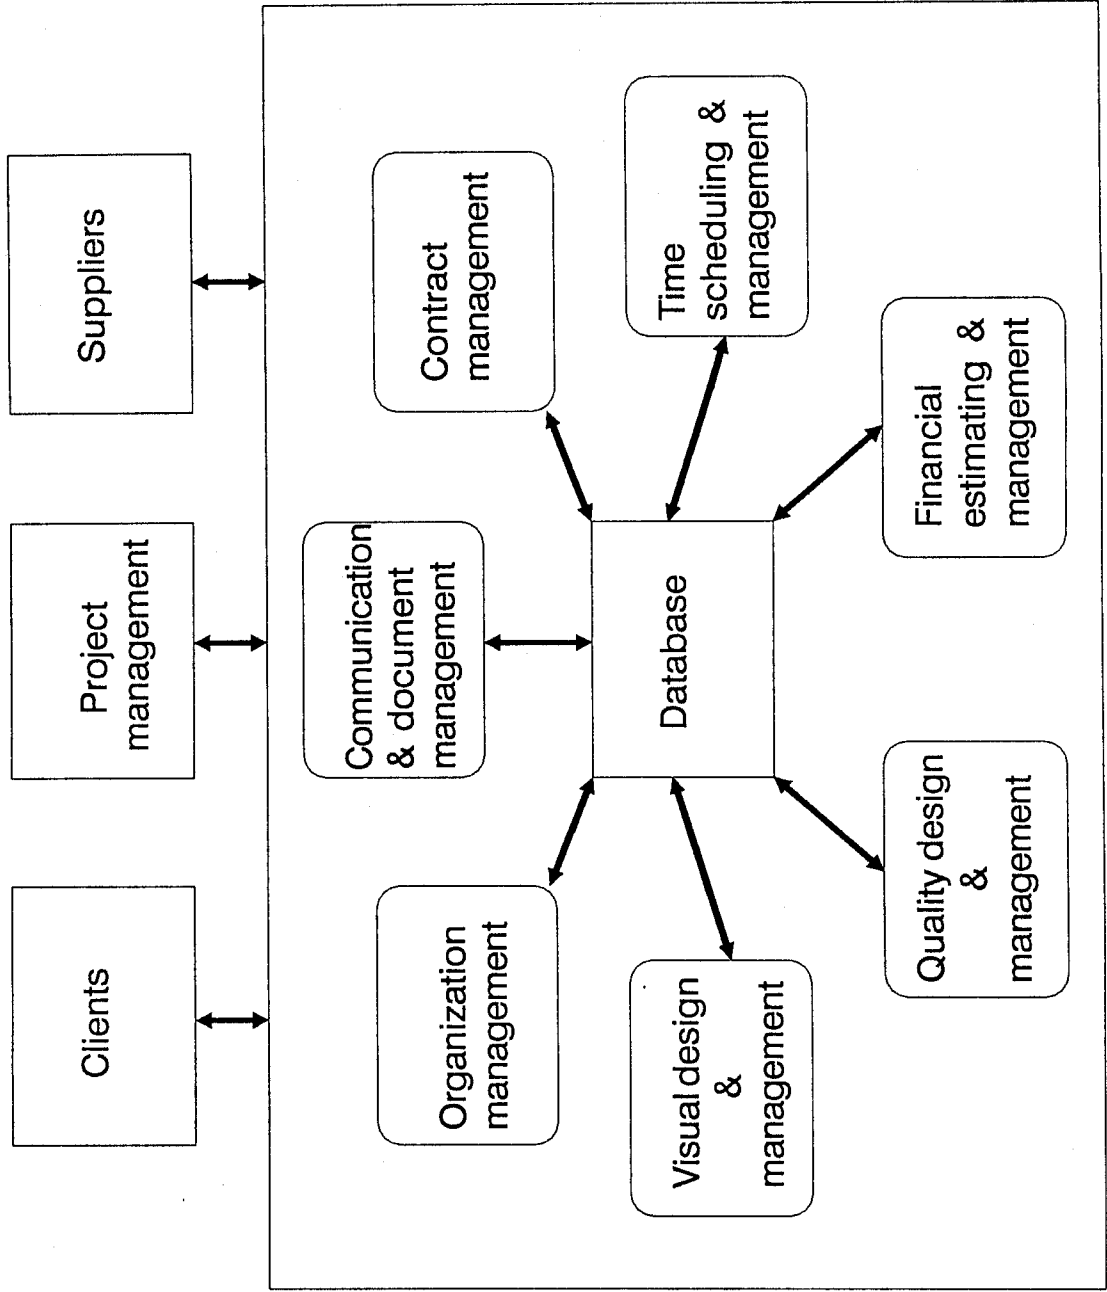 Clients
Project
management
Suppliers
Organization
management
Communication
& document
management
Contract
management
Visual design
&
management
Database
Time
scheduling &
management
Quality design
&
management
Financial
estimating &
management